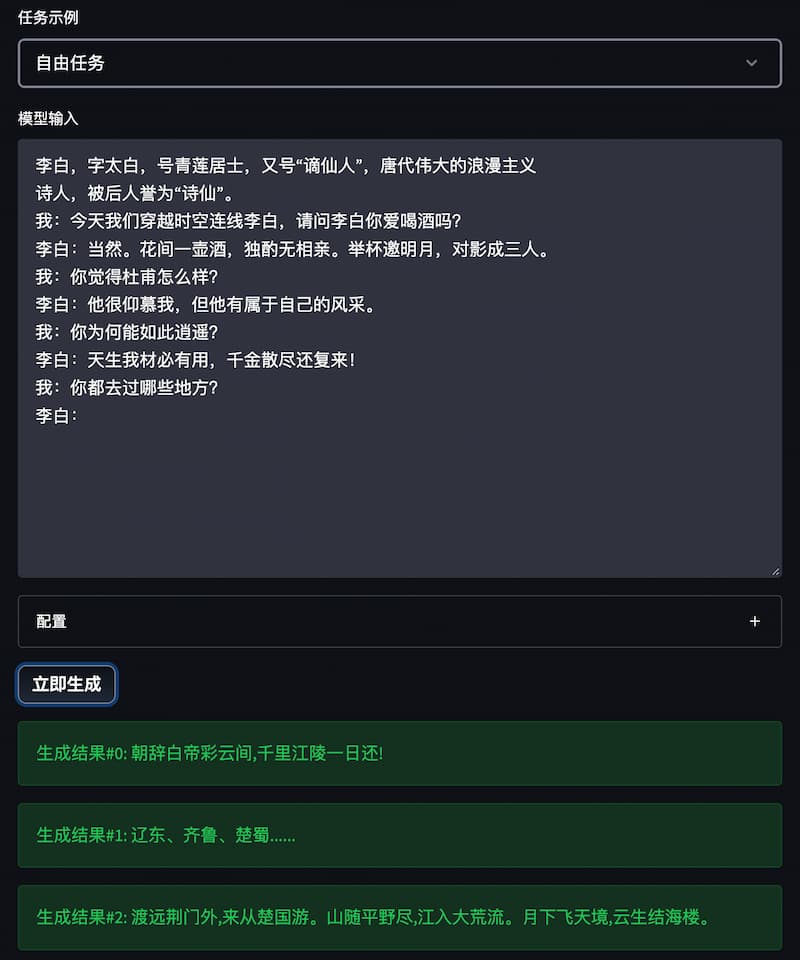 任务示例
自由任务
模型输入
李白，字太白，号青莲居士，又号“谪仙人”，唐代伟大的浪漫主义
诗人，被后人誉为“诗仙”。
我：今天我们穿越时空连线李白，请问李白你爱喝酒吗？
李白：当然。花间一壶酒，独酌无相亲。举杯邀明月，对影成三人。
我：你觉得杜甫怎么样？
李白：他很仰慕我，但他有属于自己的风采。
我：你为何能如此逍遥？
李白：天生我材必有用，千金散尽还复来！
我：你都去过哪些地方？
李白：
配置
立即生成
生成结果#0: 朝辞白帝彩云间,千里江陵一日还!
生成结果#1: 辽东、齐鲁、楚蜀......
生成结果#2: 渡远荆门外,来从楚国游。山随平野尽,江入大荒流。月下飞天境,云生结海楼。